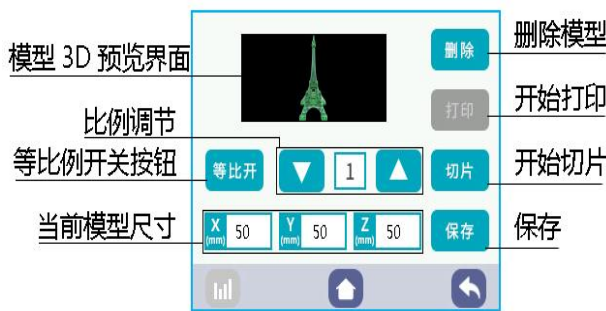 删除模型
删除
模型 3D 预览界面
开始打印
打印
比例调节
等比例开关按钮
等比开
1
切片
开始切片
当前模型尺寸
X
(mm)
50
Y
(mm)
50
Z
(mm)
50
保存
保存